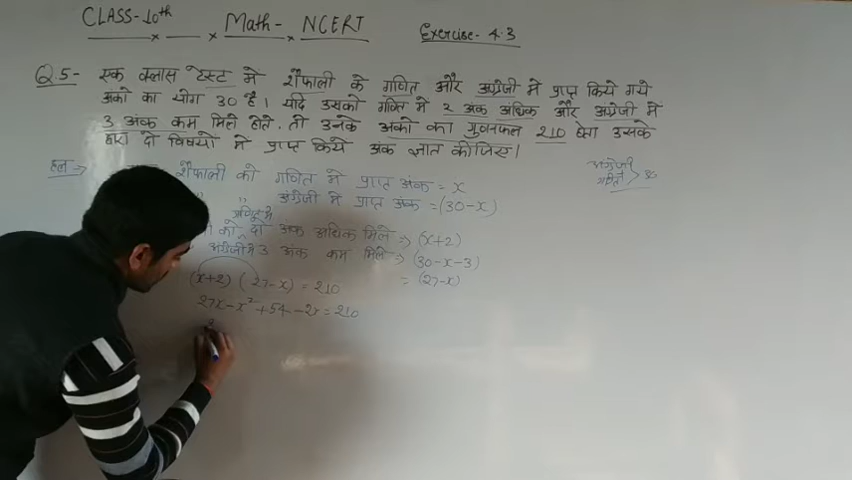 CLASS-10th Math- NCERT Exercise- 4.3
Q.5- एक क्लास टेस्ट मे शैफाली के गणित और अंग्रेजी मे प्राप्त किये गये
अंको का योग 30 है। यदि उसको गणित मे 2 अंक अधिक और अंग्रेजी मे
3 अंक कम मिले होते, तो उनके अंको का गुणनफल 210 होता उसके
द्वारा दो विषयो मे प्राप्त किये अंक ज्ञात कीजिए।
अंग्रेजी
गणित > 30
हल → शैफाली को गणित मे प्राप्त अंक = x
" " अंग्रेजी मे प्राप्त अंक = (30-x)
गणित मे
को दो अंक अधिक मिले => (x+2)
अंग्रेजी मे 3 अंक कम मिले => (30-x-3)
= (27-x)
(x+2) (27-x) = 210
27x-x²+54-2x=210